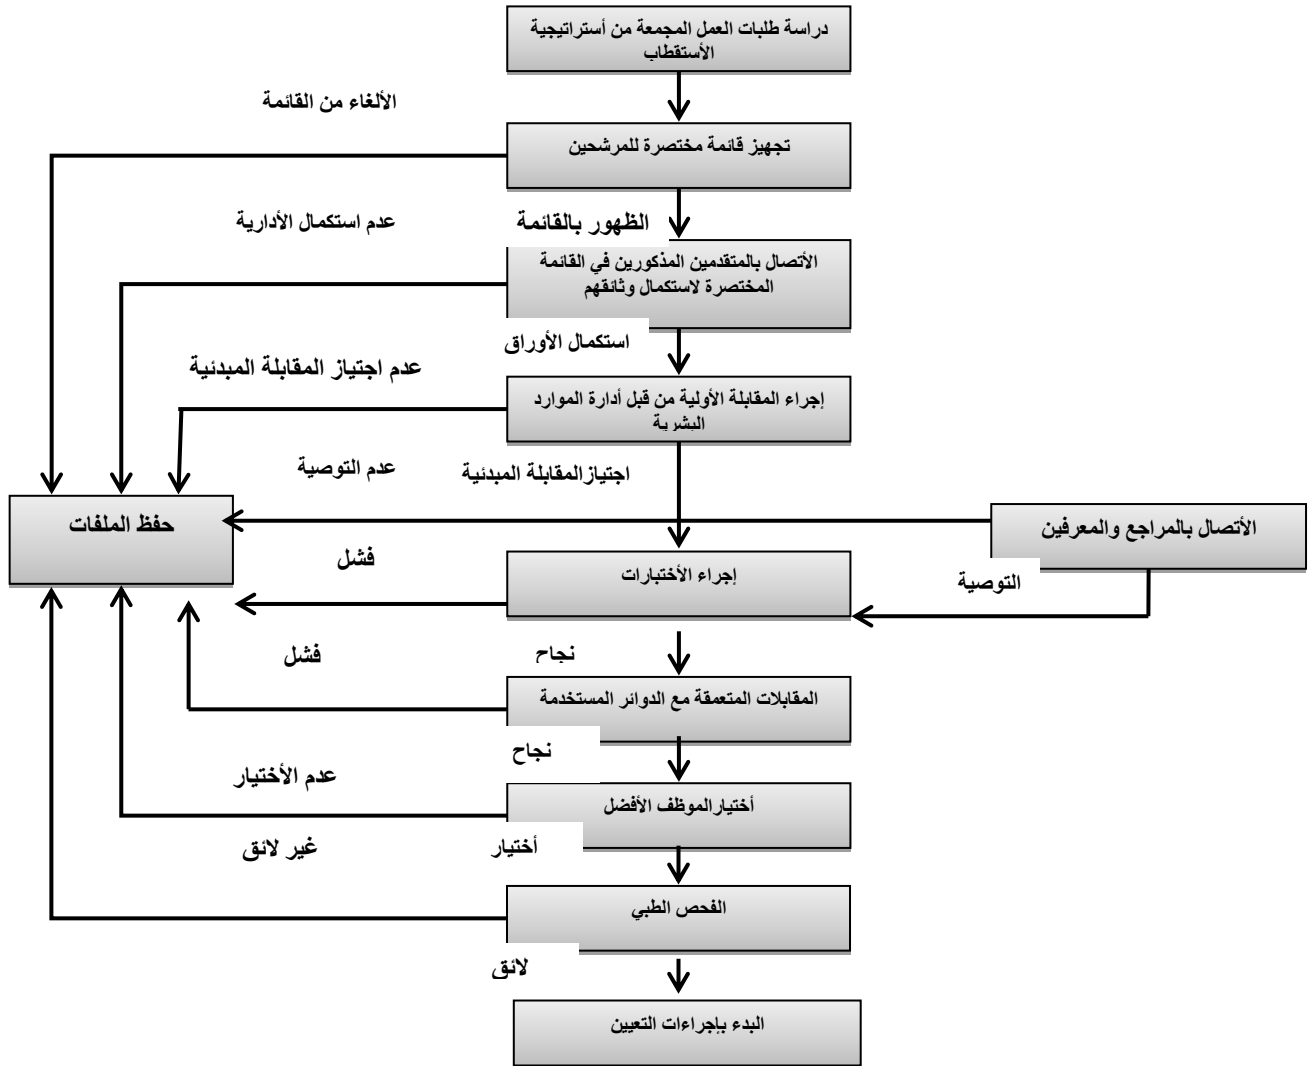 دراسة طلبات العمل المجمعة من أستراتيجية
الأستقطاب
الألغاء من القائمة
تجهيز قائمة مختصرة للمرشحين
عدم استكمال الأدارية
الظهور بالقائمة
الأتصال بالمتقدمين المذكورين في القائمة
المختصرة لاستكمال وثائقهم
استكمال الأوراق
عدم اجتياز المقابلة المبدئية
إجراء المقابلة الأولية من قبل أدارة الموارد
البشرية
عدم التوصية
اجتيازالمقابلة المبدئية
حفظ الملفات
الأتصال بالمراجع والمعرفين
فشل
إجراء الأختبارات
التوصية
فشل
نجاح
المقابلات المتعمقة مع الدوائر المستخدمة
نجاح
عدم الأختيار
أختيارالموظف الأفضل
غير لائق
أختيار
الفحص الطبي
لائق
البدء بإجراءات التعيين